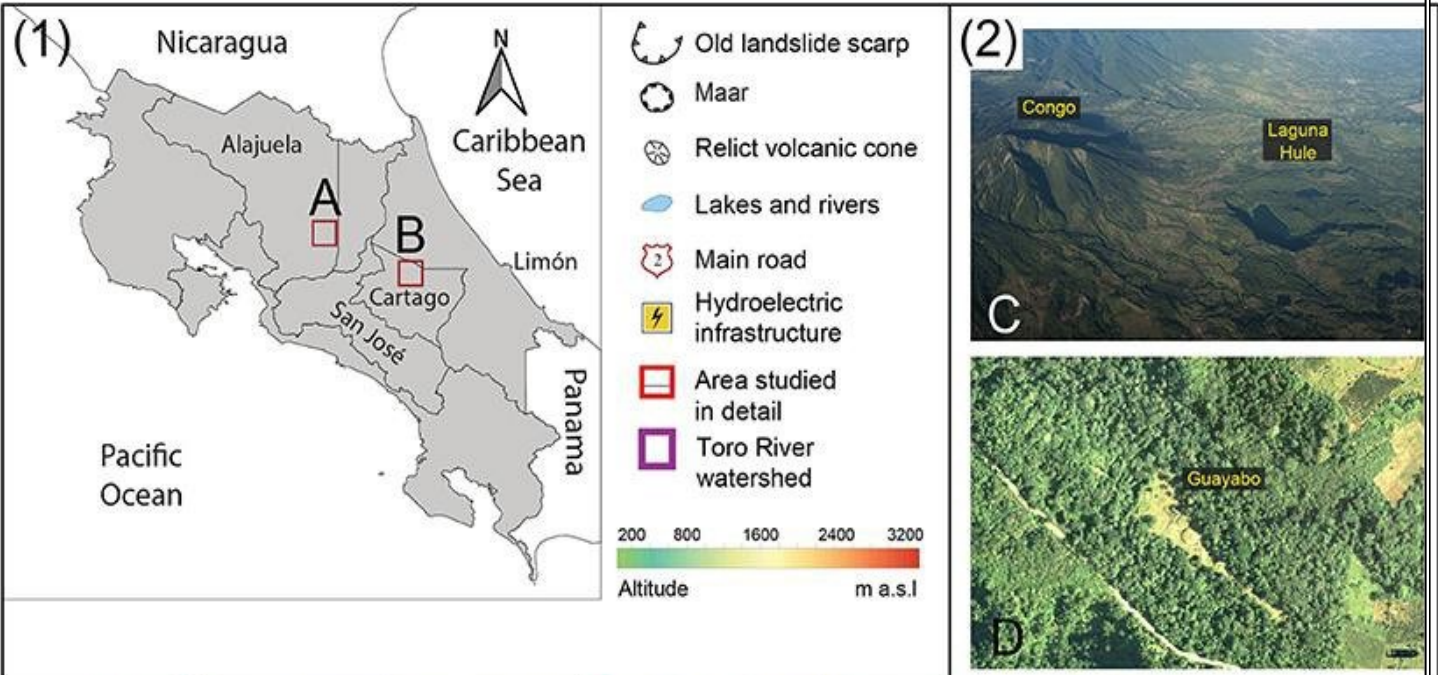 (1)
Nicaragua
N
Alajuela
Caribbean
Sea
A
B
Limón
Cartago
San José
Panama
Pacific
Ocean
Old landslide scarp
Maar
Relict volcanic cone
Lakes and rivers
2
Main road
Hydroelectric
infrastructure
Area studied
in detail
Toro River
watershed
200 800 1600 2400 3200
Altitude m a.s.l
(2)
Congo
Laguna
Hule
C
Guayabo
D